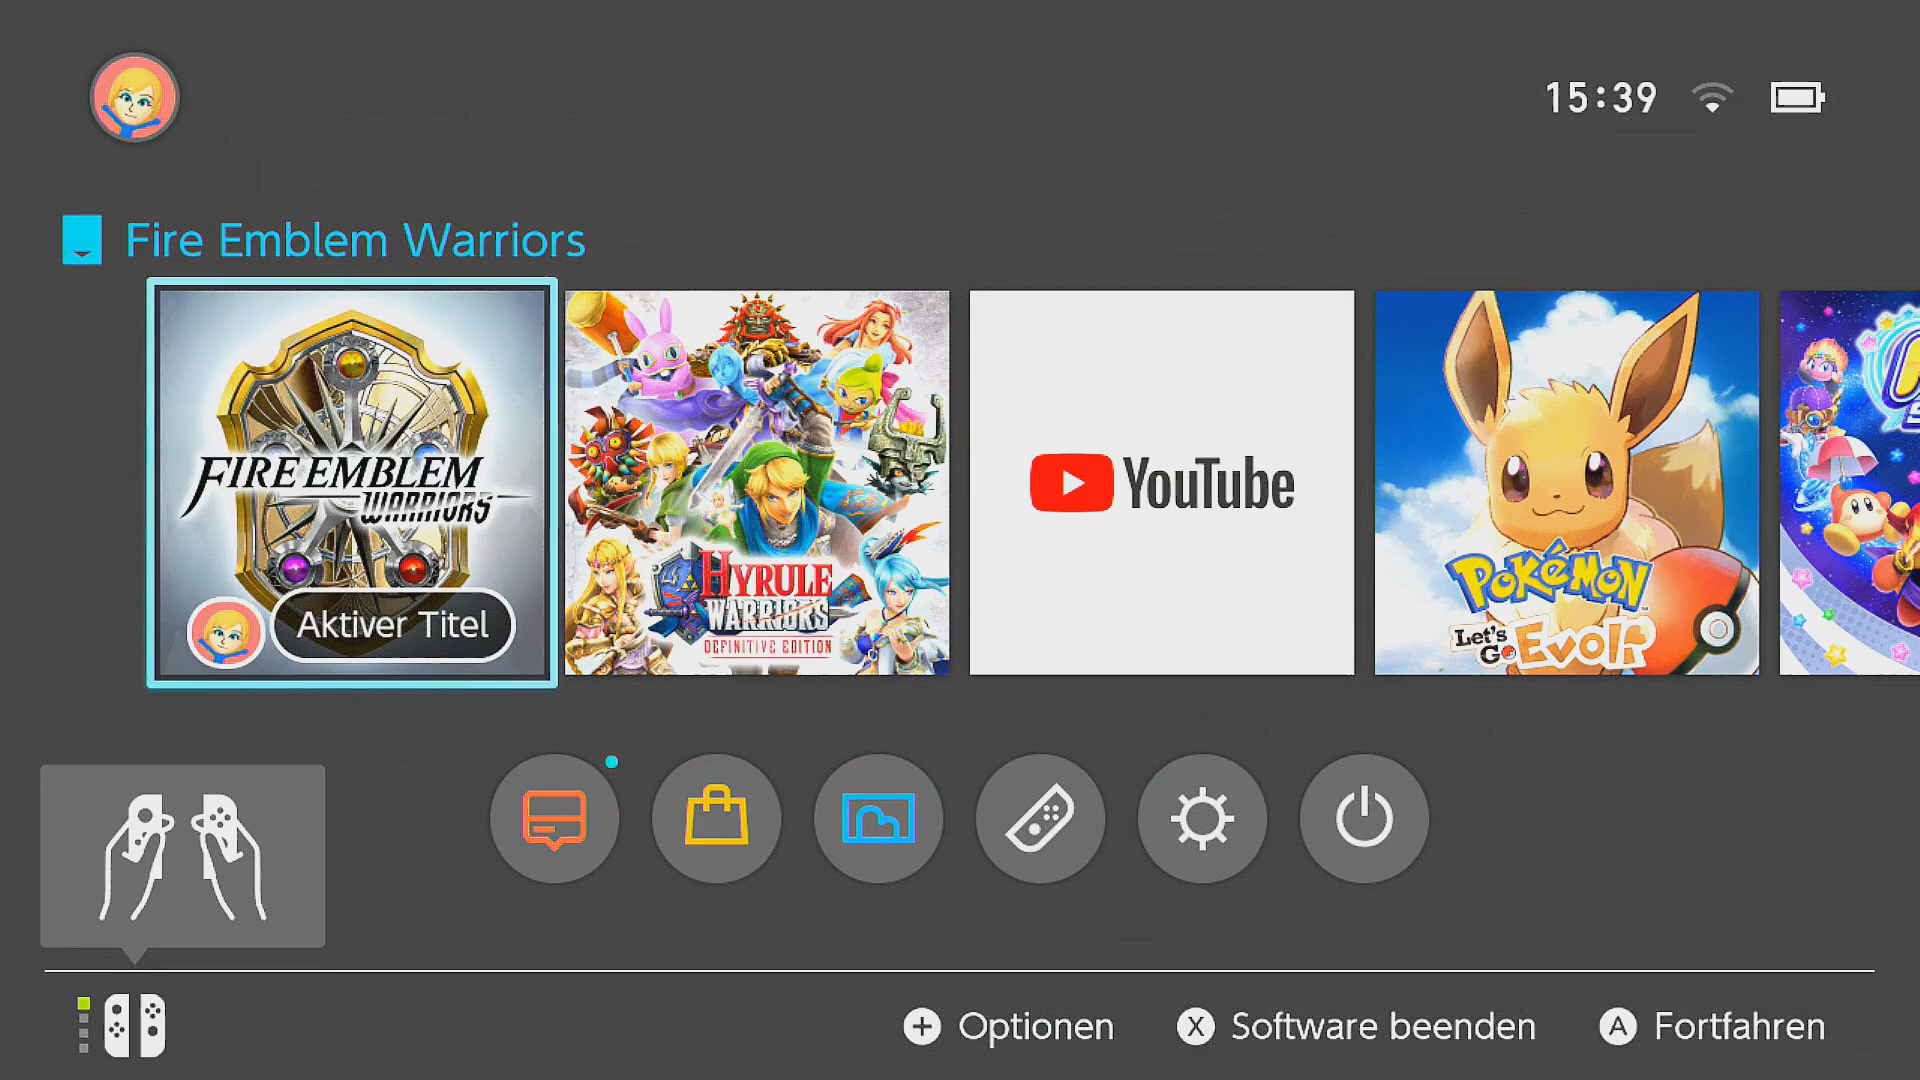 15:39
Fire Emblem Warriors
FIRE EMBLEM
WARRIORS
Aktiver Titel
HYRULE
WARRIORS
DEFINITIVE EDITION
YouTube
POKéMON
Let's
GO Evoli
X Software beenden
+ Optionen
A Fortfahren